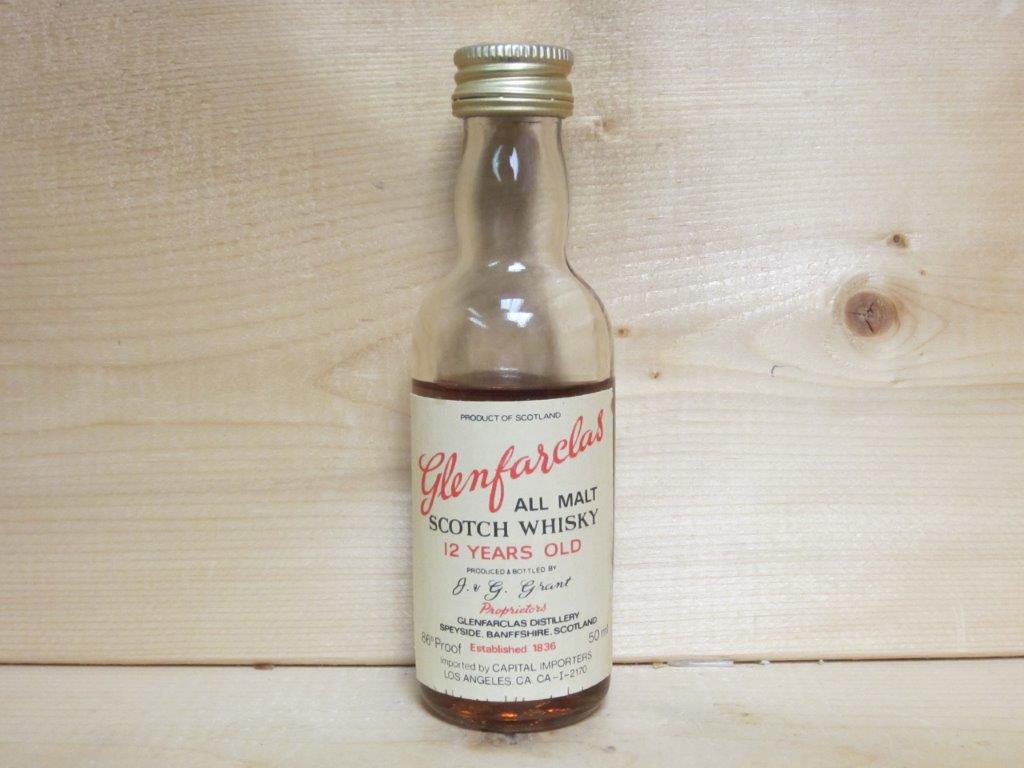 PRODUCT OF SCOTLAND
Glenfarclas
ALL MALT
SCOTCH WHISKY
12 YEARS OLD
PRODUCED & BOTTLED BY
J. & G. Grant
Proprietors
GLENFARCLAS DISTILLERY
SPEYSIDE, BANFFSHIRE, SCOTLAND
86° Proof Established 1836 50 ml
Imported by CAPITAL IMPORTERS
LOS ANGELES, CA. CA-I-2170